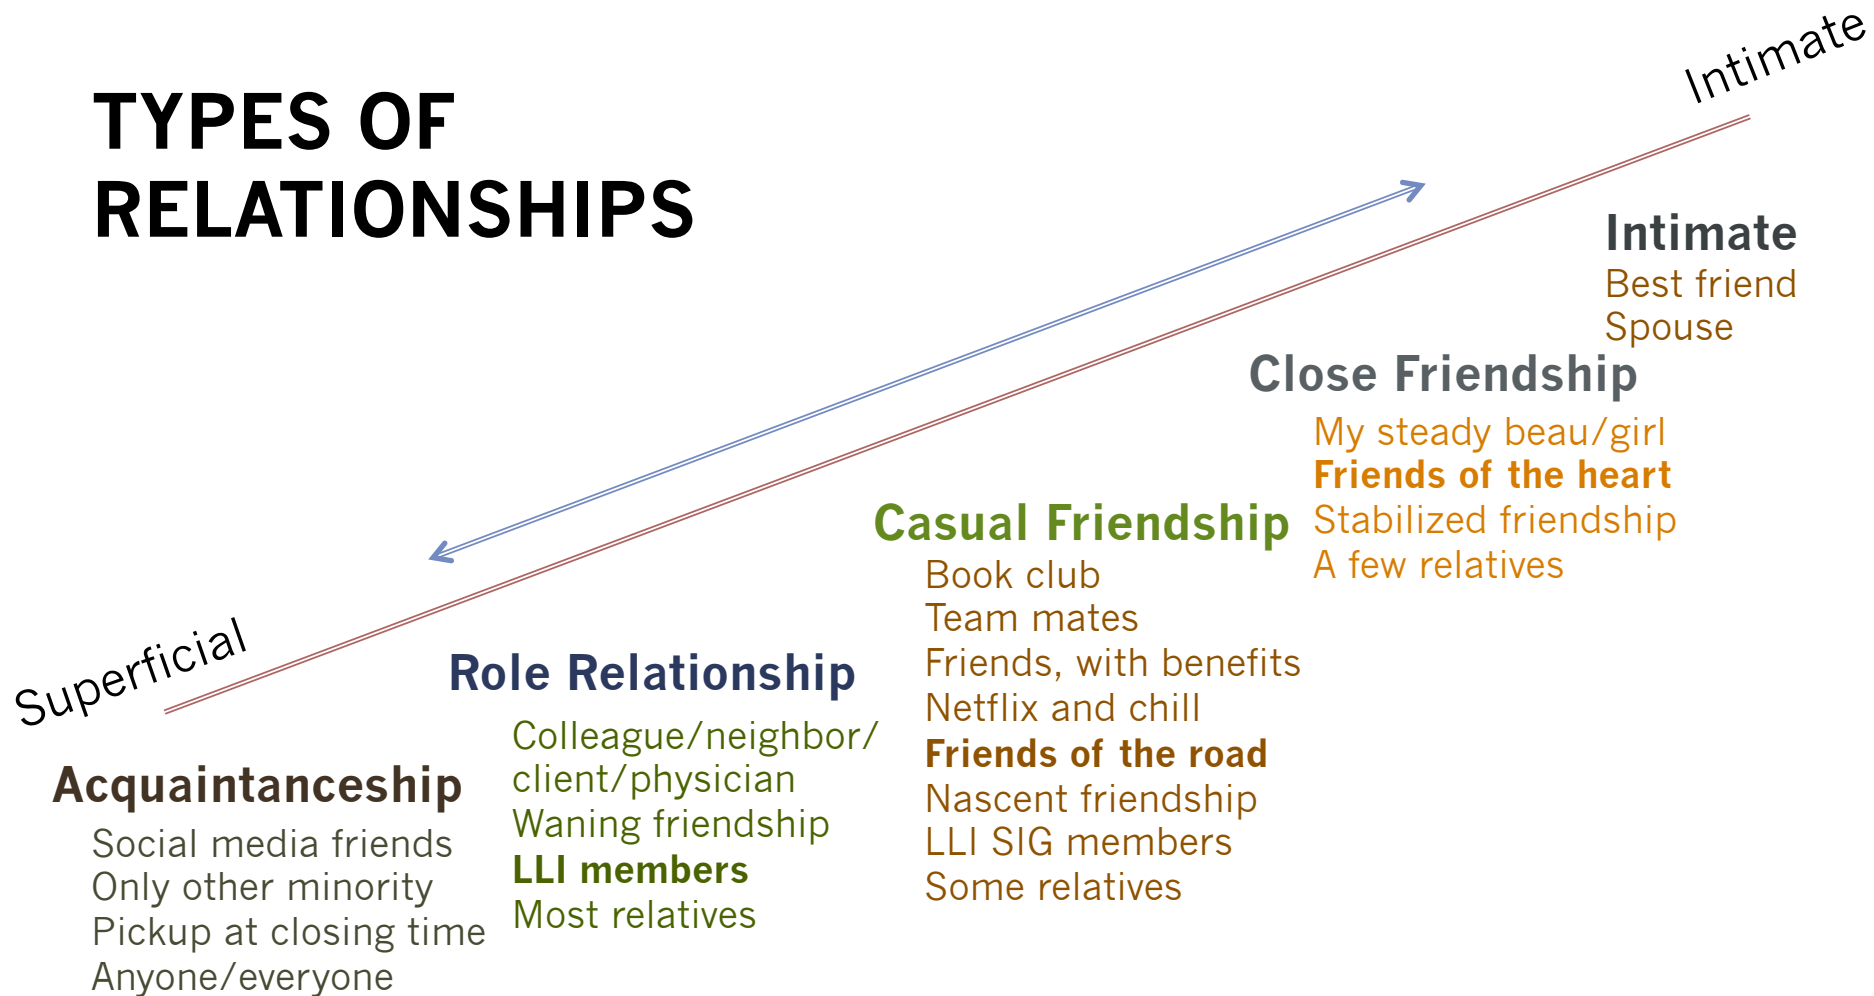 TYPES OF
RELATIONSHIPS
Intimate
Superficial
Intimate
Best friend
Spouse
Close Friendship
My steady beau/girl
Friends of the heart
Stabilized friendship
A few relatives
Casual Friendship
Book club
Team mates
Friends, with benefits
Netflix and chill
Friends of the road
Nascent friendship
LLI SIG members
Some relatives
Role Relationship
Colleague/neighbor/
client/physician
Waning friendship
LLI members
Most relatives
Acquaintanceship
Social media friends
Only other minority
Pickup at closing time
Anyone/everyone